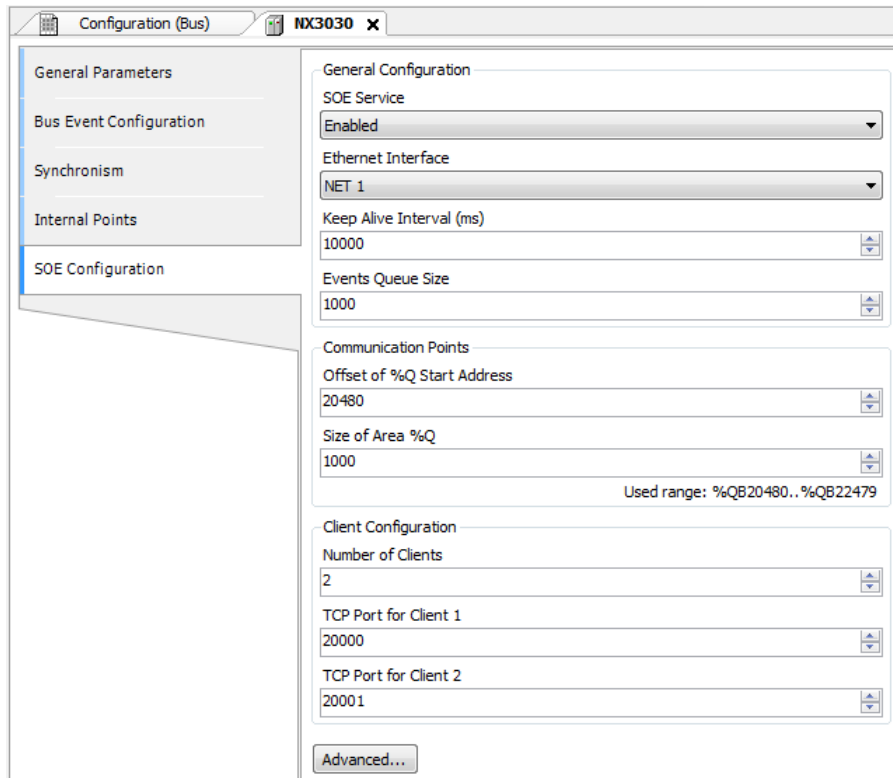 Configuration (Bus)
NX3030
General Parameters
Bus Event Configuration
Synchronism
Internal Points
SOE Configuration
General Configuration
SOE Service
Enabled
Ethernet Interface
NET 1
Keep Alive Interval (ms)
10000
Events Queue Size
1000
Communication Points
Offset of %Q Start Address
20480
Size of Area %Q
1000
Used range: %QB20480..%QB22479
Client Configuration
Number of Clients
2
TCP Port for Client 1
20000
TCP Port for Client 2
20001
Advanced...